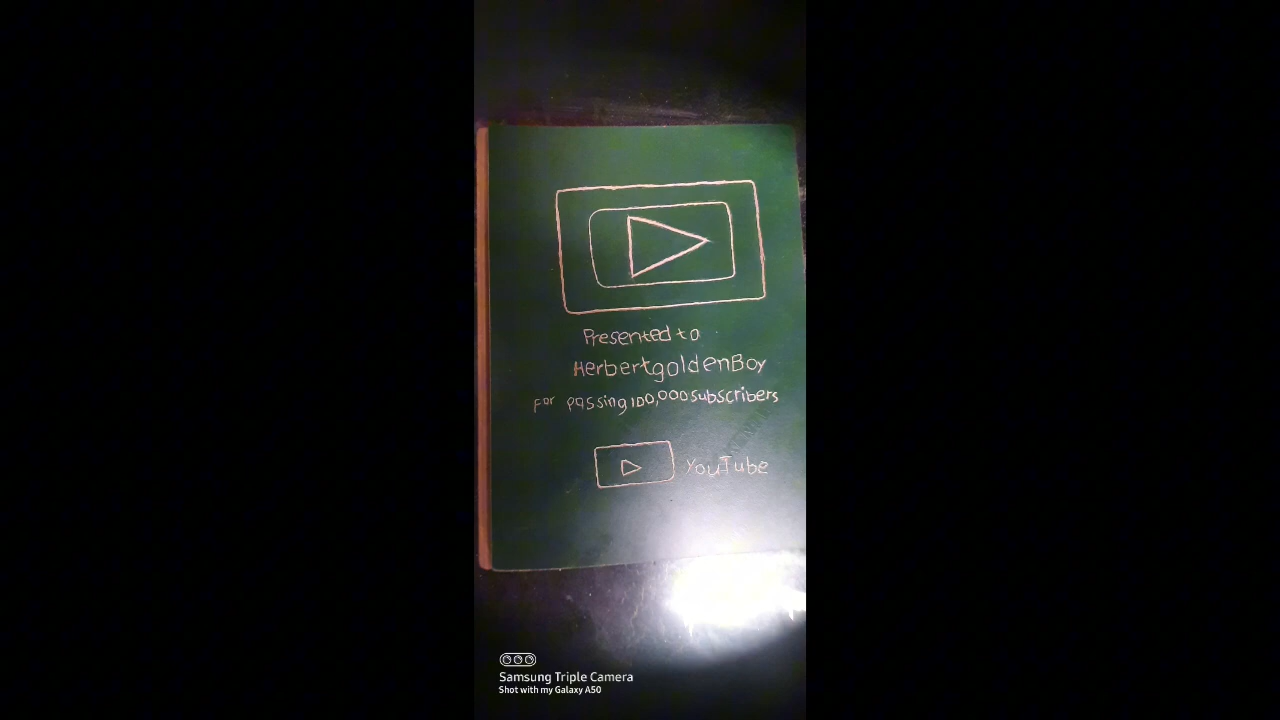 Presented to
HerbertgoldenBoy
For passing 100,000 subscribers
YouTube
Samsung Triple Camera
Shot with my Galaxy A50